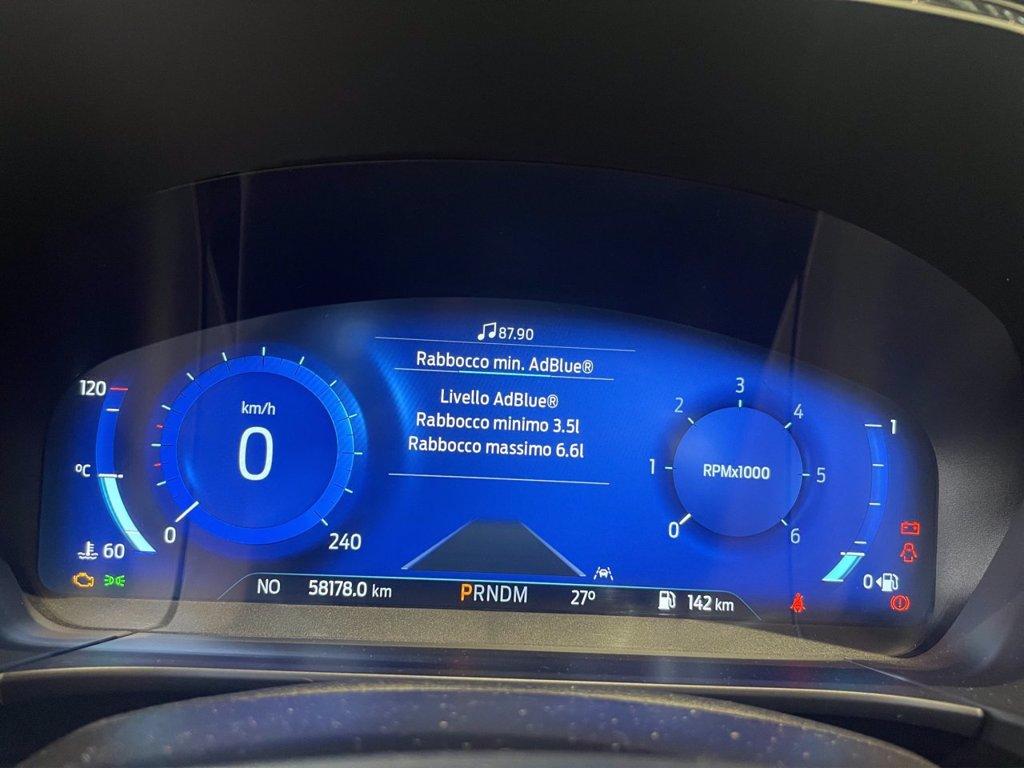 87.90
Rabbocco min. AdBlue®
Livello AdBlue®
Rabbocco minimo 3.5l
Rabbocco massimo 6.6l
120
°C
60
km/h
0
0
240
3
2
4
1
RPMx1000
5
0
6
1
0
NO
58178.0 km
PRNDM
27°
142 km